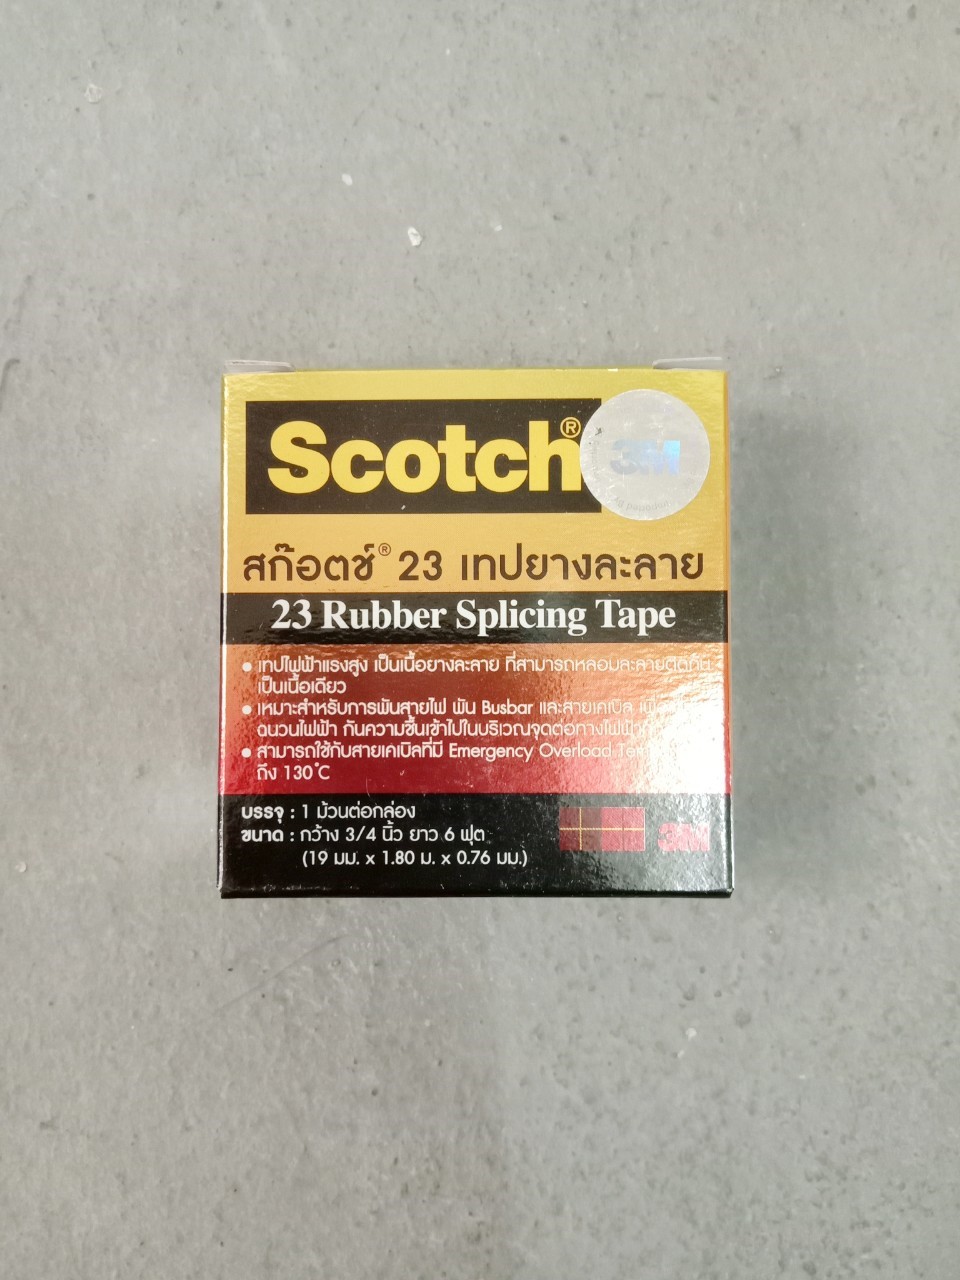 Scotch®
3M
สก๊อตช์® 23 เทปยางละลาย
23 Rubber Splicing Tape
• เทปไฟฟ้าแรงสูง เป็นเนื้อยางละลาย ที่สามารถหลอมละลายติดกัน
เป็นเนื้อเดียว
• เหมาะสำหรับการพันสายไฟ พัน Busbar และสายเคเบิล เพื่อ
ฉนวนไฟฟ้า กันความชื้นเข้าไปในบริเวณจุดต่อทางไฟฟ้า
• สามารถใช้กับสายเคเบิลที่มี Emergency Overload
ถึง 130°C
บรรจุ : 1 ม้วนต่อกล่อง
ขนาด : กว้าง 3/4 นิ้ว ยาว 6 ฟุต
(19 มม. x 1.80 ม. x 0.76 มม.)
3M